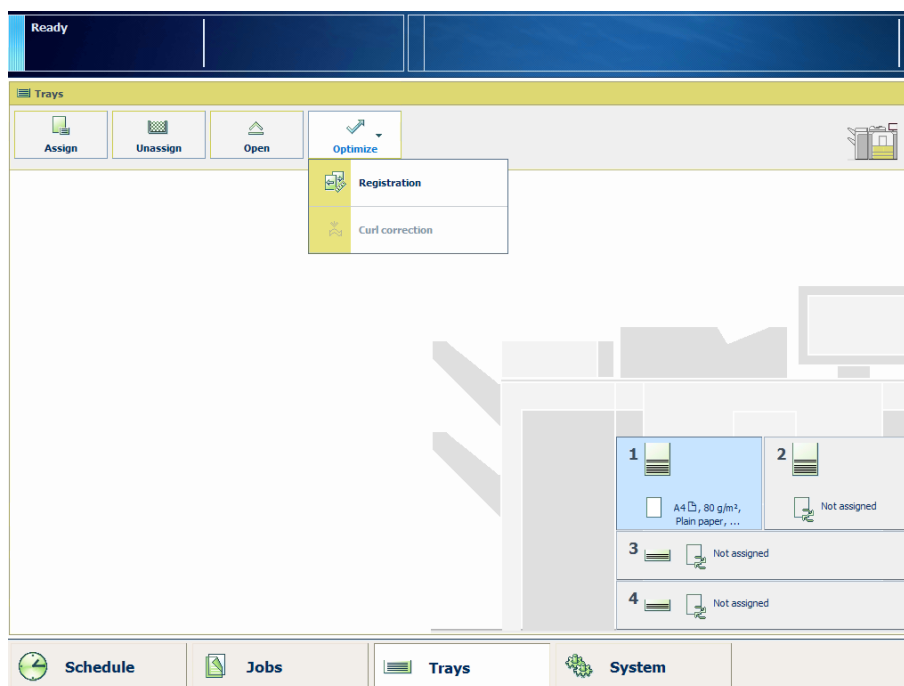 Ready
Trays
Assign
Unassign
Open
Optimize
Registration
Curl correction
1
A4, 80 g/m²,
Plain paper, ...
2
Not assigned
3
Not assigned
4
Not assigned
Schedule
Jobs
Trays
System